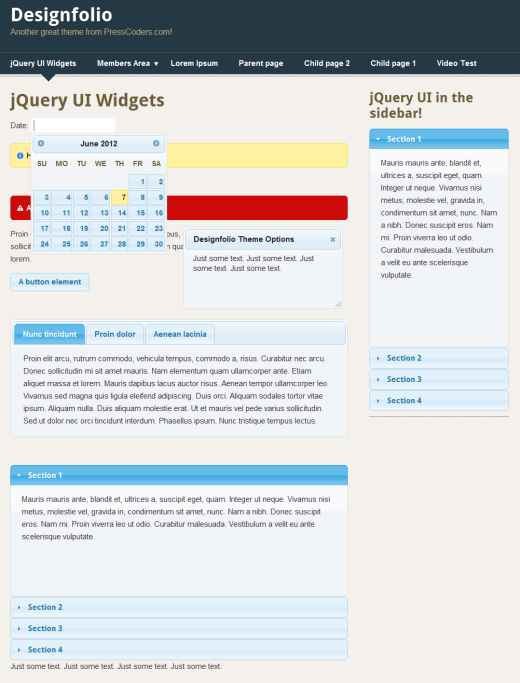 Designfolio
Another great theme from PressCoders.com!
jQuery UI Widgets Members Area Lorem Ipsum Parent page Child page 2 Child page 1 Video Test
jQuery UI Widgets
Date:
June 2012
H
SU MO TU WE TH FR SA
1 2
3 4 5 6 7 8 9
10 11 12 13 14 15 16
17 18 19 20 21 22 23
24 25 26 27 28 29 30
A
Proin
sollicit
lorem.
Designfolio Theme Options
Just some text. Just some text. Just
some text. Just some text.
A button element
Nunc tincidunt Proin dolor Aenean lacinia
Proin elit arcu, rutrum commodo, vehicula tempus, commodo a, risus. Curabitur nec arcu.
Donec sollicitudin mi sit amet mauris. Nam elementum quam ullamcorper ante. Etiam
aliquet massa et lorem. Mauris dapibus lacus auctor risus. Aenean tempor ullamcorper leo.
Vivamus sed magna quis ligula eleifend adipiscing. Duis orci. Aliquam sodales tortor vitae
ipsum. Aliquam nulla. Duis aliquam molestie erat. Ut et mauris vel pede varius sollicitudin.
Sed ut dolor nec orci tincidunt interdum. Phasellus ipsum. Nunc tristique tempus lectus.
Section 1
Mauris mauris ante, blandit et, ultrices a, suscipit eget, quam. Integer ut neque. Vivamus nisi
metus, molestie vel, gravida in, condimentum sit amet, nunc. Nam a nibh. Donec suscipit
eros. Nam mi. Proin viverra leo ut odio. Curabitur malesuada. Vestibulum a velit eu ante
scelerisque vulputate.
Section 2
Section 3
Section 4
Just some text. Just some text. Just some text. Just some text.
jQuery UI in the
sidebar!
Section 1
Mauris mauris ante, blandit et,
ultrices a, suscipit eget, quam.
Integer ut neque. Vivamus nisi
metus, molestie vel, gravida in,
condimentum sit amet, nunc. Nam
a nibh. Donec suscipit eros. Nam
mi. Proin viverra leo ut odio.
Curabitur malesuada. Vestibulum
a velit eu ante scelerisque
vulputate.
Section 2
Section 3
Section 4